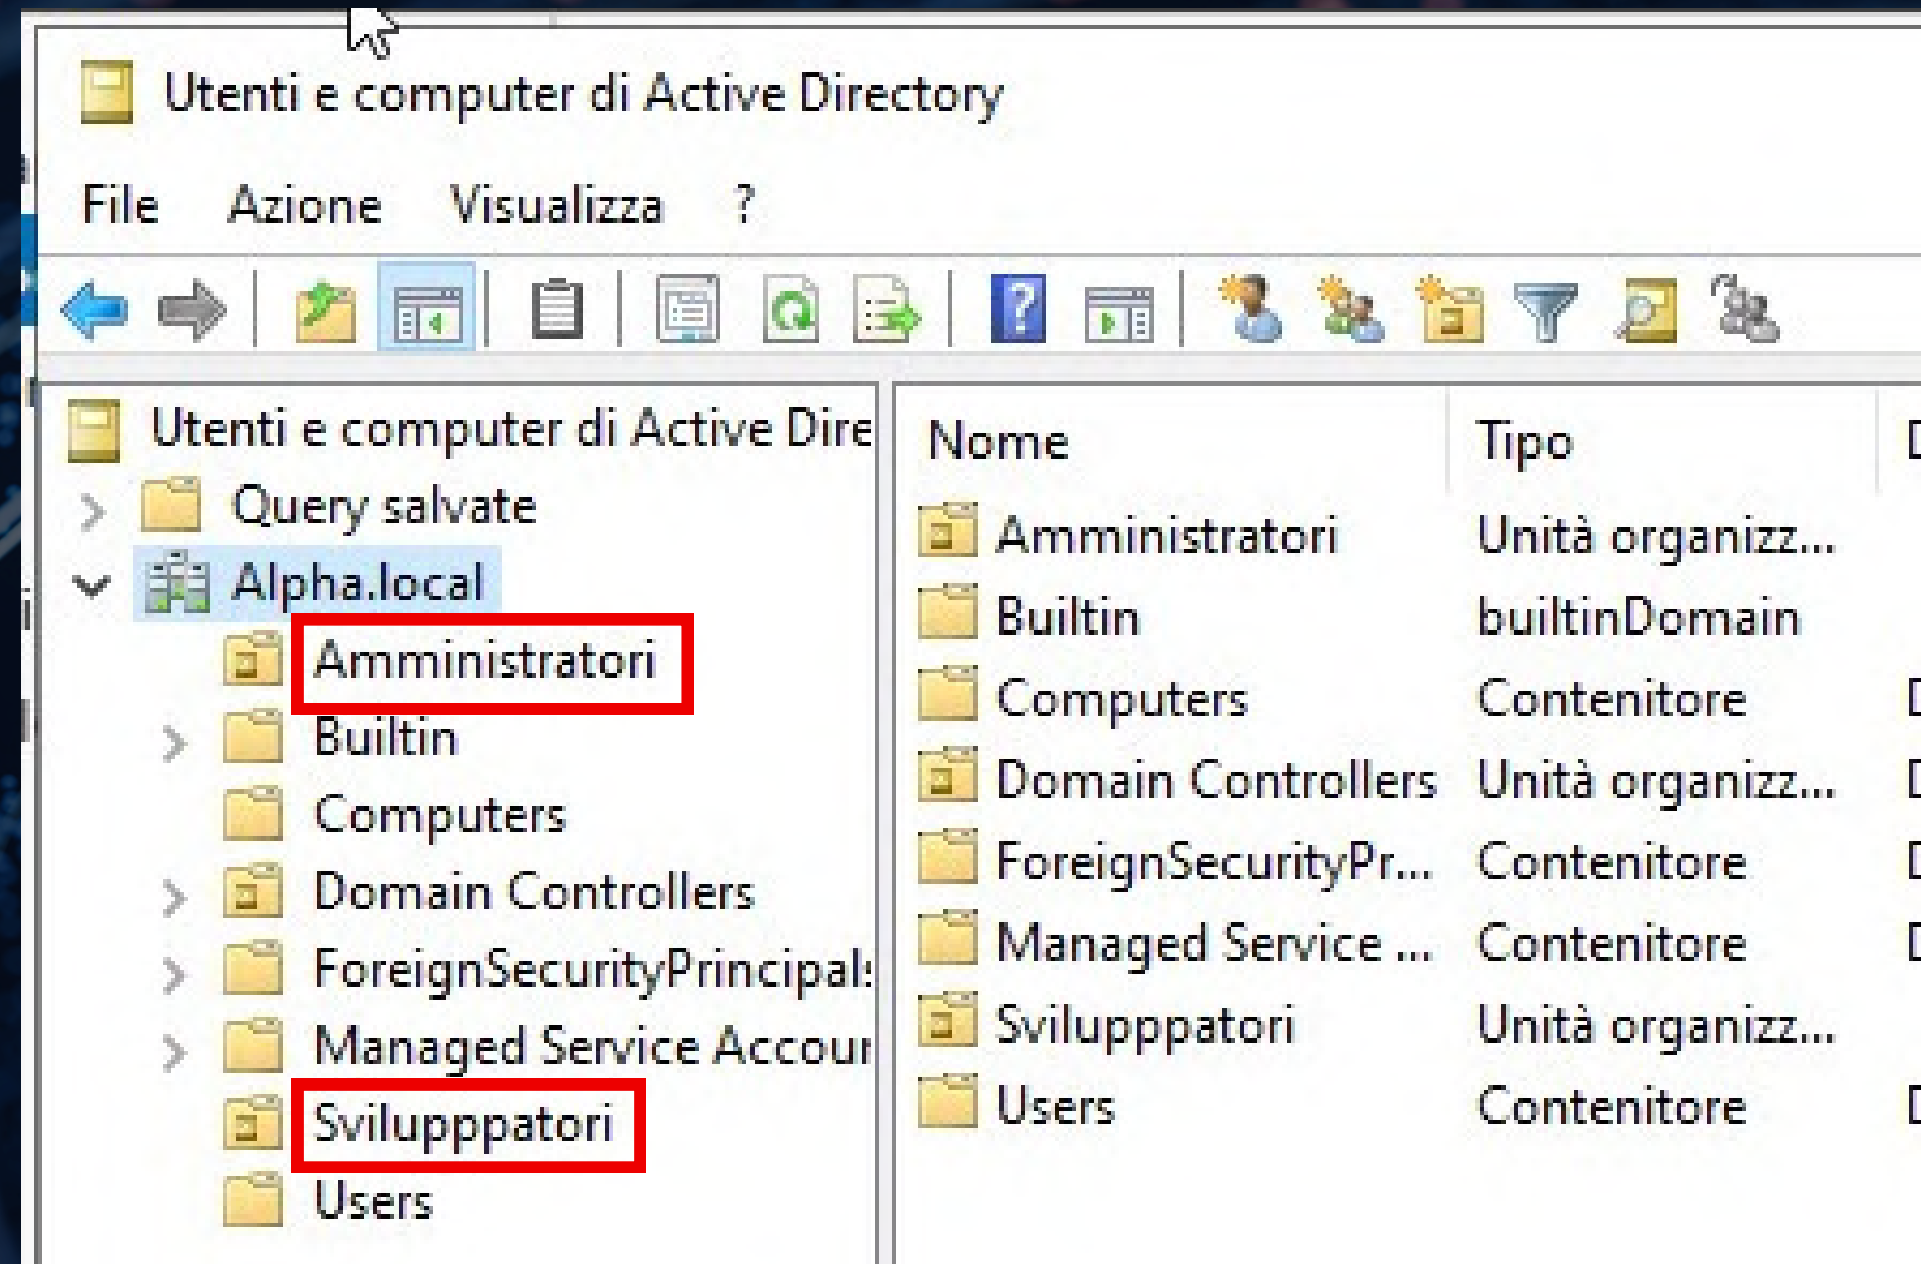 Utenti e computer di Active Directory
File Azione Visualizza ?
Utenti e computer di Active Dire
Query salvate
Alpha.local
Amministratori
Builtin
Computers
Domain Controllers
ForeignSecurityPrincipals
Managed Service Accour
Svilupppatori
Users
Nome Tipo D
Amministratori Unità organizz...
Builtin builtinDomain
Computers Contenitore D
Domain Controllers Unità organizz... D
ForeignSecurityPr... Contenitore D
Managed Service ... Contenitore D
Svilupppatori Unità organizz...
Users Contenitore D